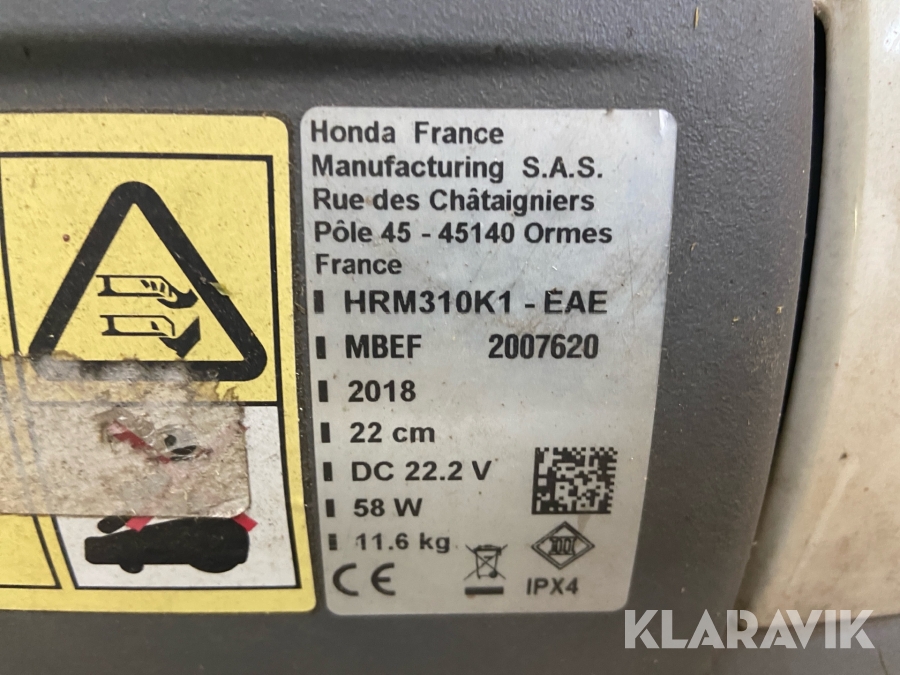 Honda France
Manufacturing S.A.S.
Rue des Châtaigniers
Pôle 45 - 45140 Ormes
France
HRM310K1 - EAE
MBEF 2007620
2018
22 cm
DC 22.2 V
58 W
11.6 kg
CE
IPX4
KLARAVIK